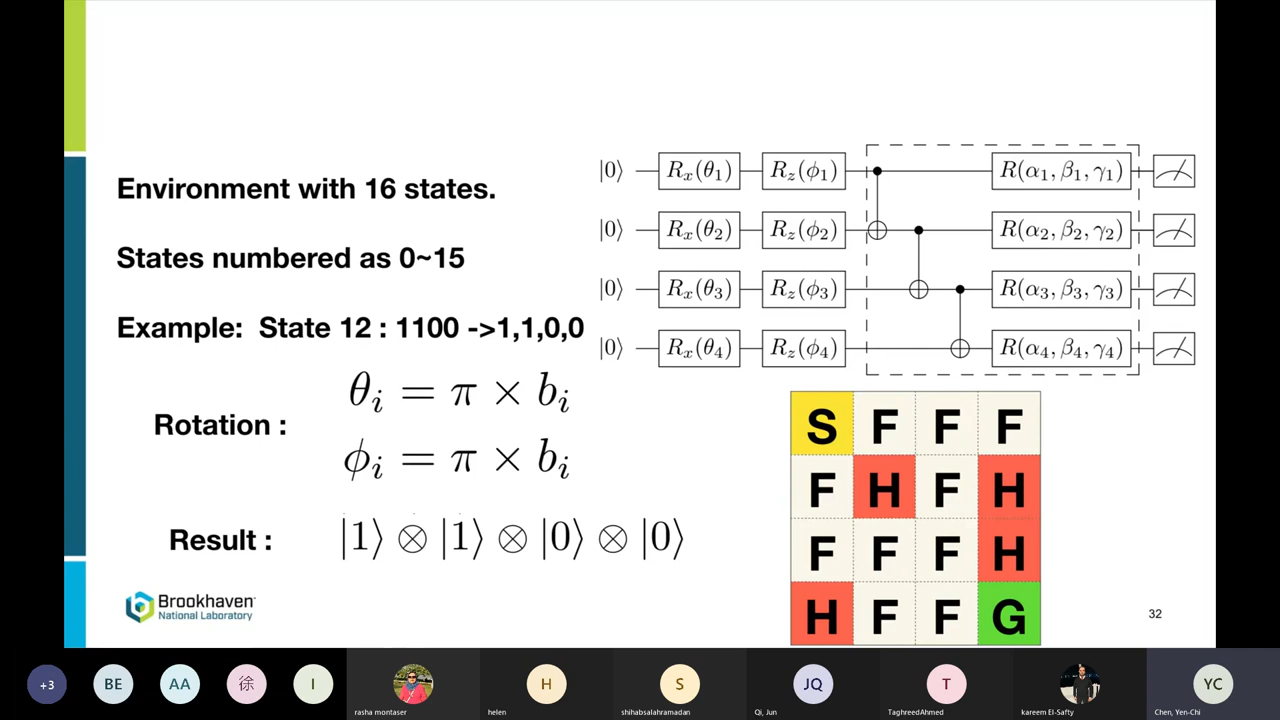 Environment with 16 states.
States numbered as 0~15
Example: State 12 : 1100 ->1,1,0,0
Rotation :
θi = π × bi
ϕi = π × bi
Result : |1⟩ ⊗ |1⟩ ⊗ |0⟩ ⊗ |0⟩
|0⟩ Rx(θ1) Rz(ϕ1) R(α1, β1, γ1)
|0⟩ Rx(θ2) Rz(ϕ2) R(α2, β2, γ2)
|0⟩ Rx(θ3) Rz(ϕ3) R(α3, β3, γ3)
|0⟩ Rx(θ4) Rz(ϕ4) R(α4, β4, γ4)
S F F F
F H F H
F F F H
H F F G
Brookhaven
National Laboratory
32
+3 BE AA 徐 I H S JQ T YC
rasha montaser helen shihabsalahramadan Qi, Jun TaghreedAhmed kareem El-Safty Chen, Yen-Chi